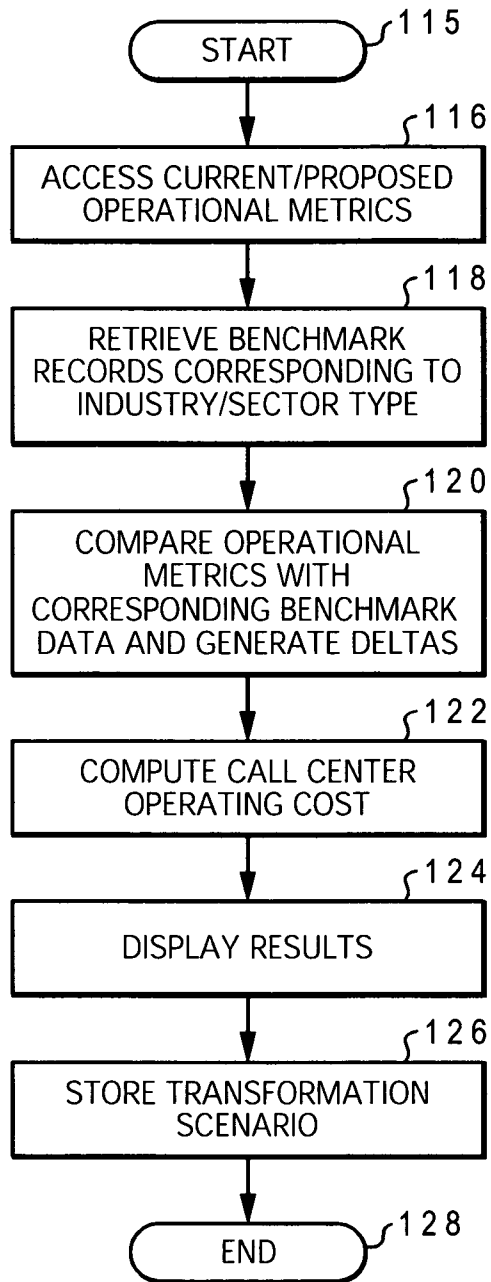 115
START
116
ACCESS CURRENT/PROPOSED
OPERATIONAL METRICS
118
RETRIEVE BENCHMARK
RECORDS CORRESPONDING TO
INDUSTRY/SECTOR TYPE
120
COMPARE OPERATIONAL
METRICS WITH
CORRESPONDING BENCHMARK
DATA AND GENERATE DELTAS
122
COMPUTE CALL CENTER
OPERATING COST
124
DISPLAY RESULTS
126
STORE TRANSFORMATION
SCENARIO
128
END